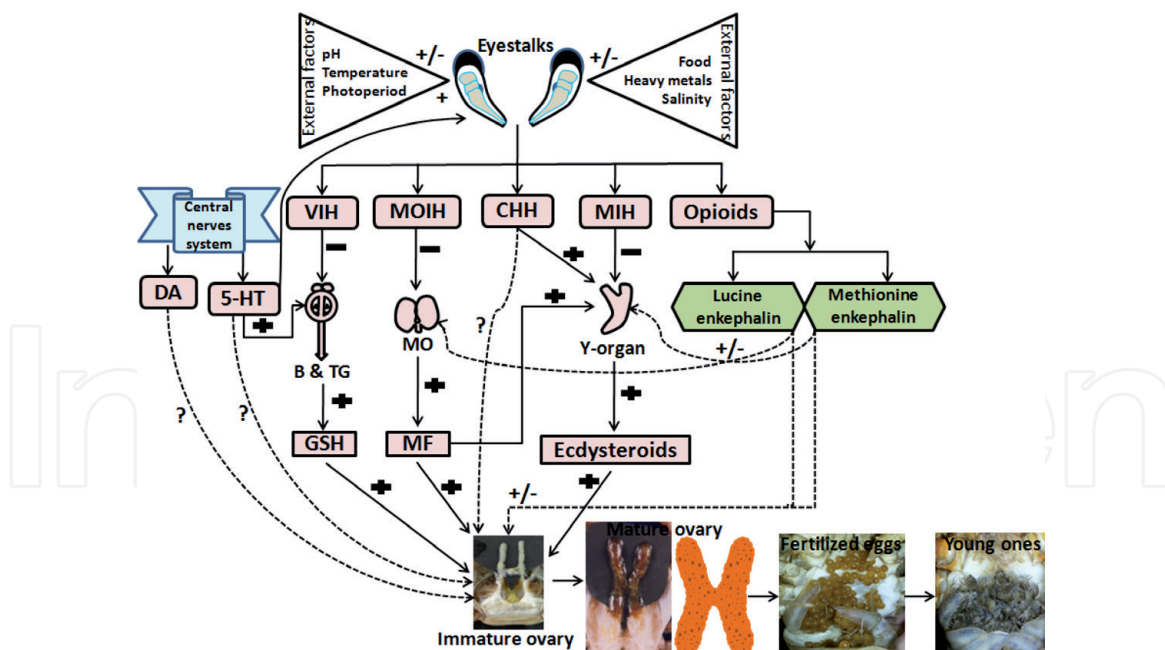 External factors
pH
Temperature
Photoperiod
+/-
+
Eyestalks
+/-
Food
Heavy metals
Salinity
External factors
Central
nerves
system
VIH
MOIH
CHH
MIH
Opioids
DA
5-HT
+
-
-
+
-
Lucine
enkephalin
Methionine
enkephalin
B & TG
MO
+
?
Y-organ
+/-
?
?
+
+
+
GSH
MF
Ecdysteroids
+
+
+
+/-
Immature ovary
Mature ovary
Fertilized eggs
Young ones
In
en